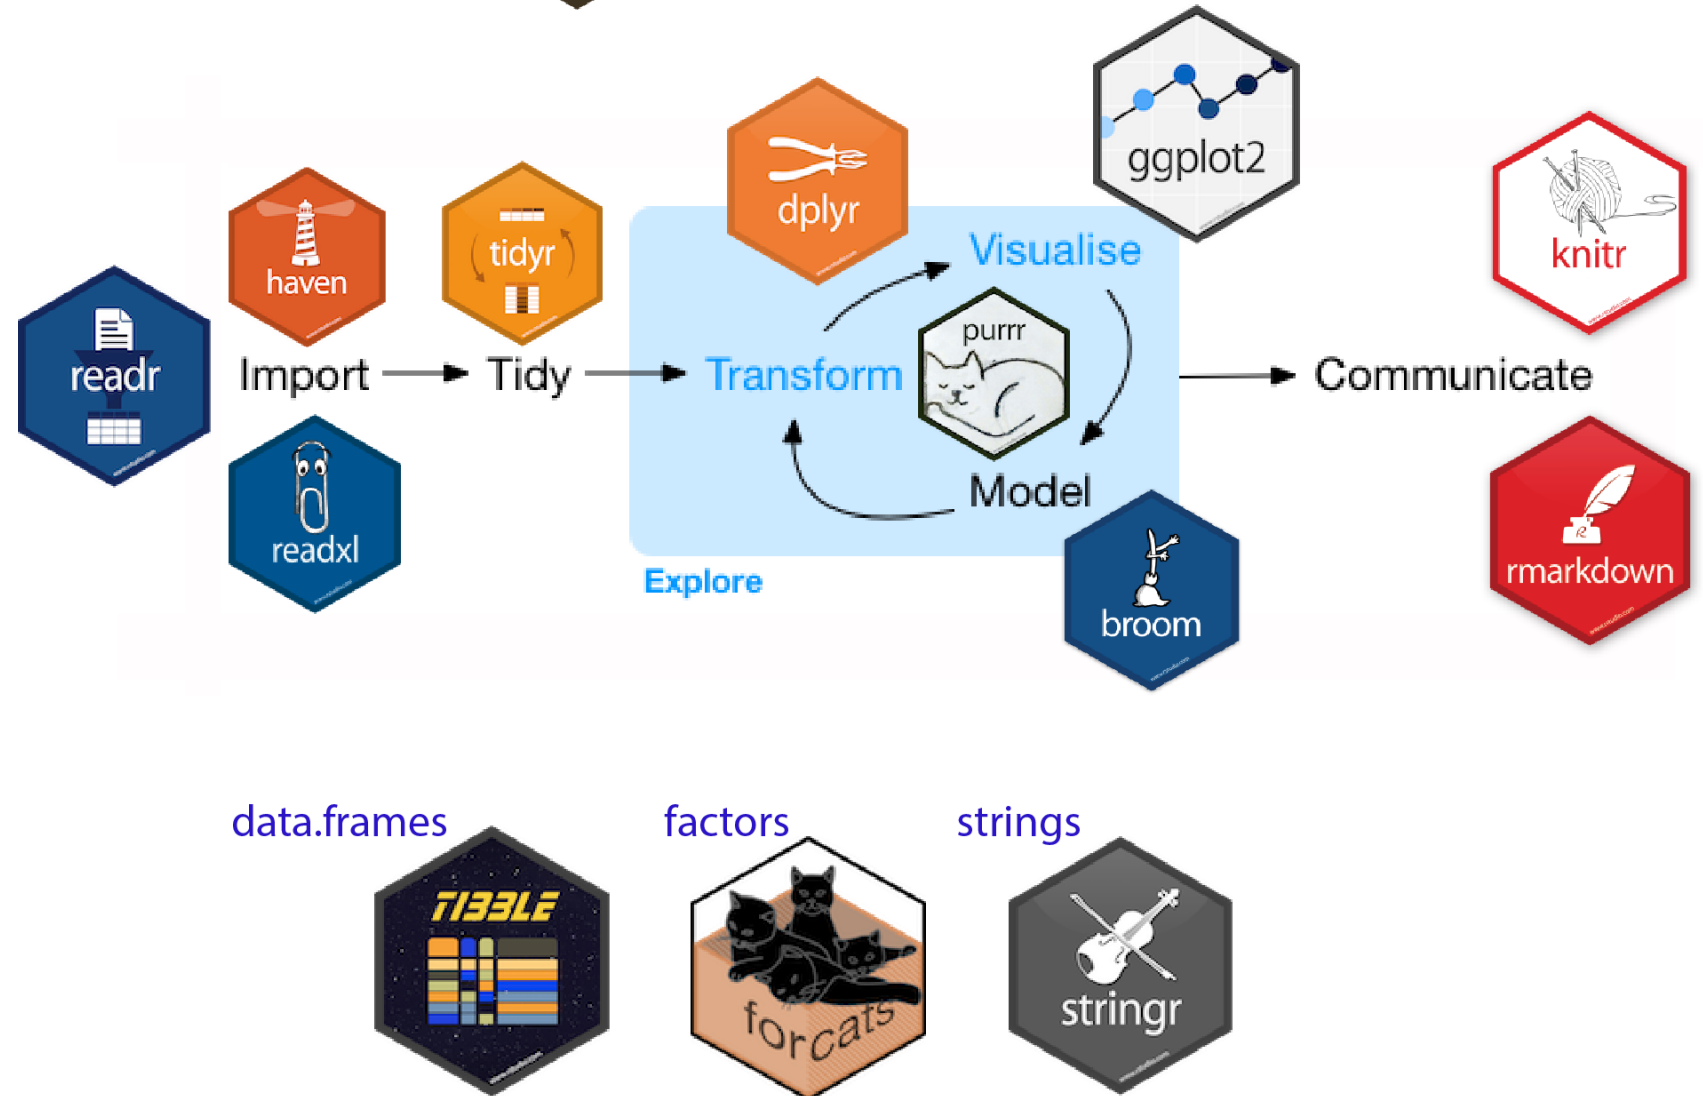 ggplot2
dplyr
Visualise
knitr
haven
tidyr
purrr
readr
Import
Tidy
Transform
Communicate
Model
readxl
Explore
broom
rmarkdown
data.frames
factors
strings
TIBBLE
forcats
stringr